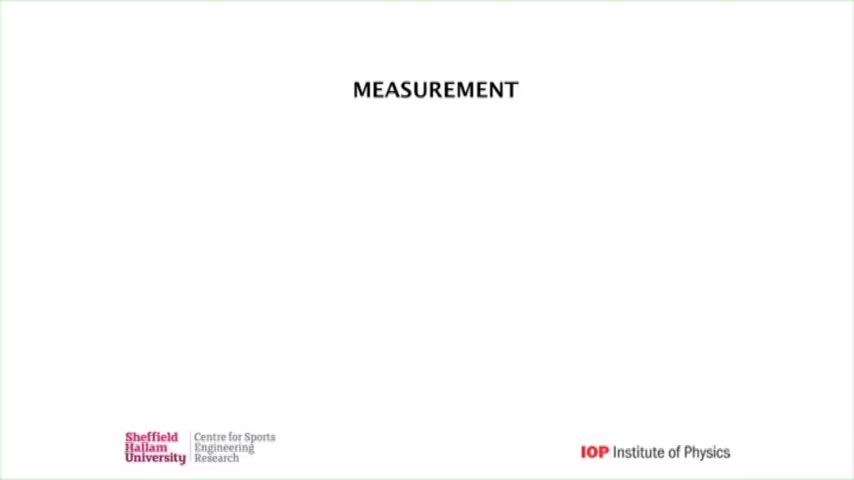 MEASUREMENT
Sheffield
Hallam
University
Centre for Sports
Engineering
Research
IOP Institute of Physics